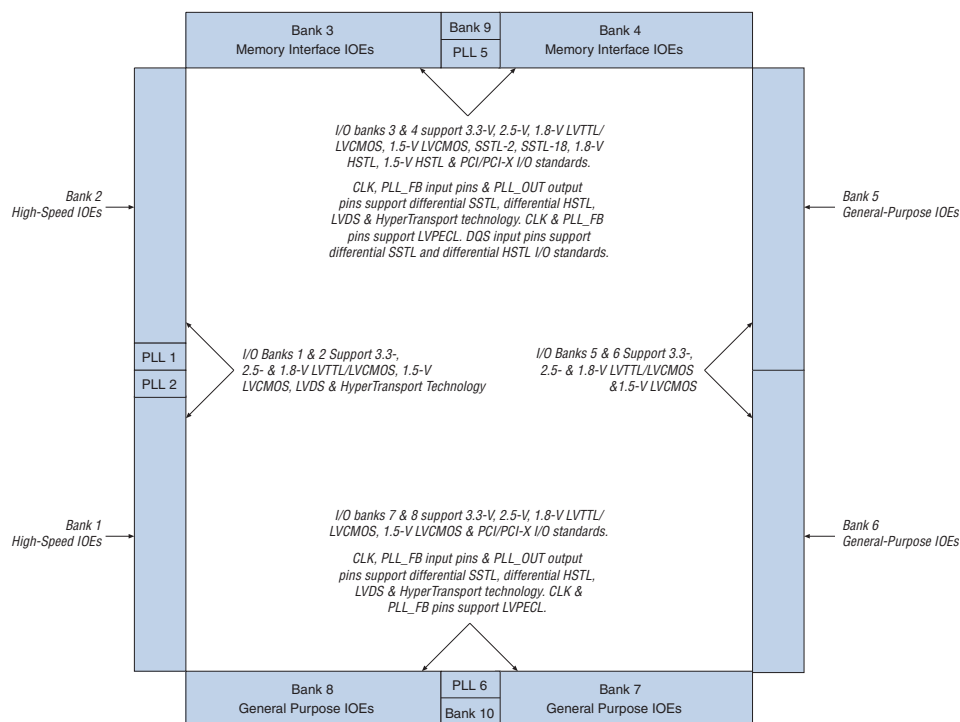 Bank 3
Memory Interface IOEs
Bank 9
PLL 5
Bank 4
Memory Interface IOEs
I/O banks 3 & 4 support 3.3-V, 2.5-V, 1.8-V LVTTL/
LVCMOS, 1.5-V LVCMOS, SSTL-2, SSTL-18, 1.8-V
HSTL, 1.5-V HSTL & PCI/PCI-X I/O standards.
CLK, PLL_FB input pins & PLL_OUT output
pins support differential SSTL, differential HSTL,
LVDS & HyperTransport technology. CLK & PLL_FB
pins support LVPECL. DQS input pins support
differential SSTL and differential HSTL I/O standards.
Bank 2
High-Speed IOEs
Bank 5
General-Purpose IOEs
PLL 1
PLL 2
I/O Banks 1 & 2 Support 3.3-,
2.5- & 1.8-V LVTTL/LVCMOS, 1.5-V
LVCMOS, LVDS & HyperTransport Technology
I/O Banks 5 & 6 Support 3.3-,
2.5- & 1.8-V LVTTL/LVCMOS
&1.5-V LVCMOS
Bank 1
High-Speed IOEs
Bank 6
General-Purpose IOEs
I/O banks 7 & 8 support 3.3-V, 2.5-V, 1.8-V LVTTL/
LVCMOS, 1.5-V LVCMOS & PCI/PCI-X I/O standards.
CLK, PLL_FB input pins & PLL_OUT output
pins support differential SSTL, differential HSTL,
LVDS & HyperTransport technology. CLK &
PLL_FB pins support LVPECL.
Bank 8
General Purpose IOEs
PLL 6
Bank 10
Bank 7
General Purpose IOEs